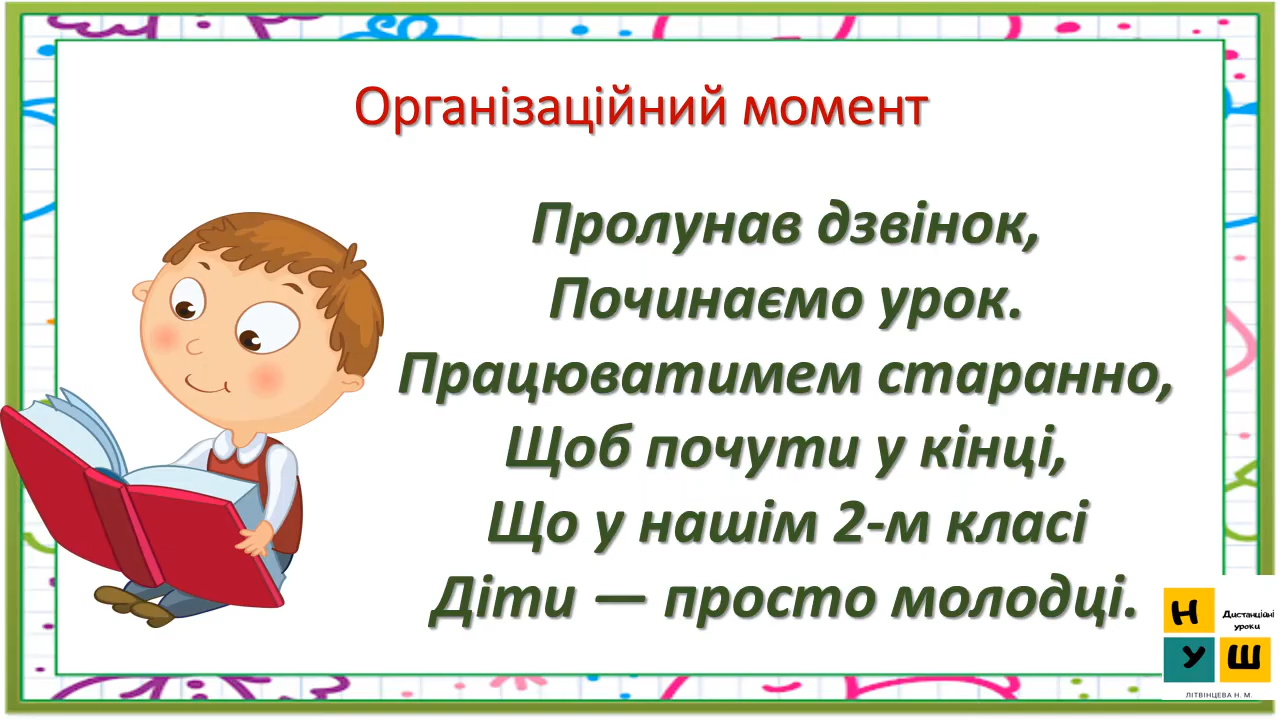 Організаційний момент
Пролунав дзвінок,
Починаємо урок.
Працюватимем старанно,
Щоб почути у кінці,
Що у нашім 2-м класі
Діти — просто молодці.
Н
Дистанційні
уроки
У Ш
ЛІТВІНЦЕВА Н. М.